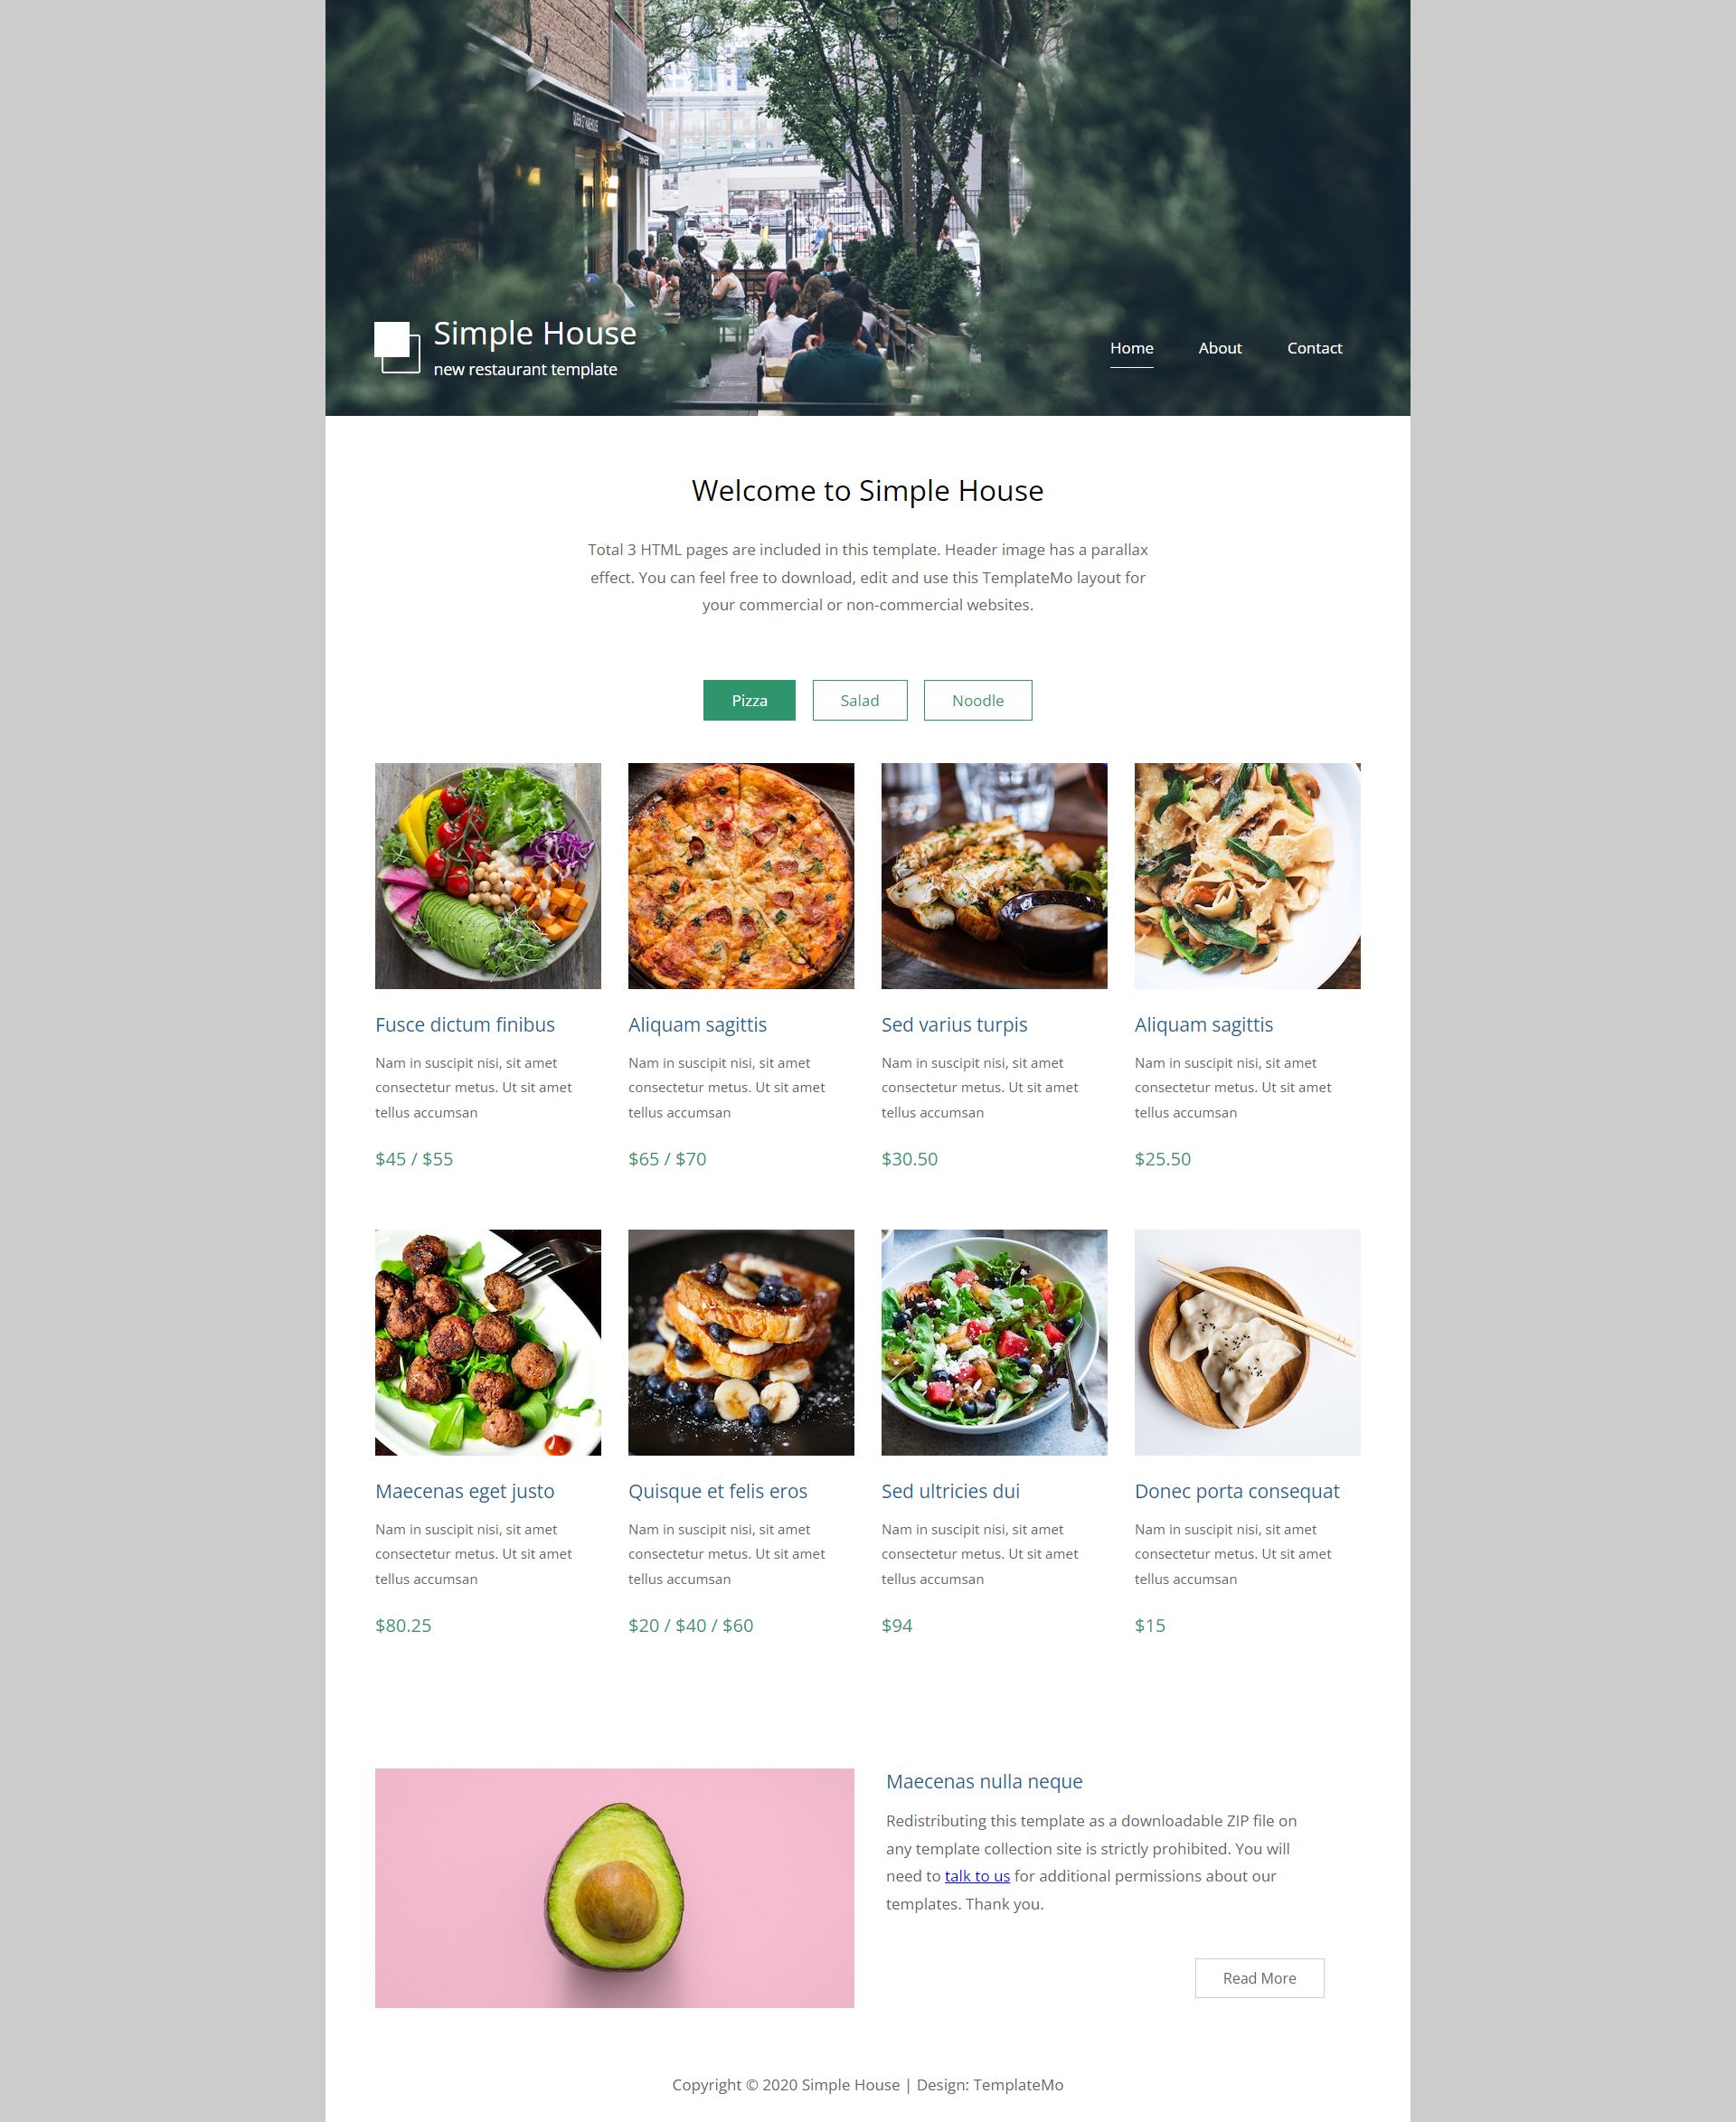 Simple House
new restaurant template
Home
About
Contact
Welcome to Simple House
Total 3 HTML pages are included in this template. Header image has a parallax
effect. You can feel free to download, edit and use this TemplateMo layout for
your commercial or non-commercial websites.
Pizza
Salad
Noodle
Fusce dictum finibus
Nam in suscipit nisi, sit amet
consectetur metus. Ut sit amet
tellus accumsan
$45 / $55
Aliquam sagittis
Nam in suscipit nisi, sit amet
consectetur metus. Ut sit amet
tellus accumsan
$65 / $70
Sed varius turpis
Nam in suscipit nisi, sit amet
consectetur metus. Ut sit amet
tellus accumsan
$30.50
Aliquam sagittis
Nam in suscipit nisi, sit amet
consectetur metus. Ut sit amet
tellus accumsan
$25.50
Maecenas eget justo
Nam in suscipit nisi, sit amet
consectetur metus. Ut sit amet
tellus accumsan
$80.25
Quisque et felis eros
Nam in suscipit nisi, sit amet
consectetur metus. Ut sit amet
tellus accumsan
$20 / $40 / $60
Sed ultricies dui
Nam in suscipit nisi, sit amet
consectetur metus. Ut sit amet
tellus accumsan
$94
Donec porta consequat
Nam in suscipit nisi, sit amet
consectetur metus. Ut sit amet
tellus accumsan
$15
Maecenas nulla neque
Redistributing this template as a downloadable ZIP file on
any template collection site is strictly prohibited. You will
need to talk to us for additional permissions about our
templates. Thank you.
Read More
Copyright © 2020 Simple House | Design: TemplateMo